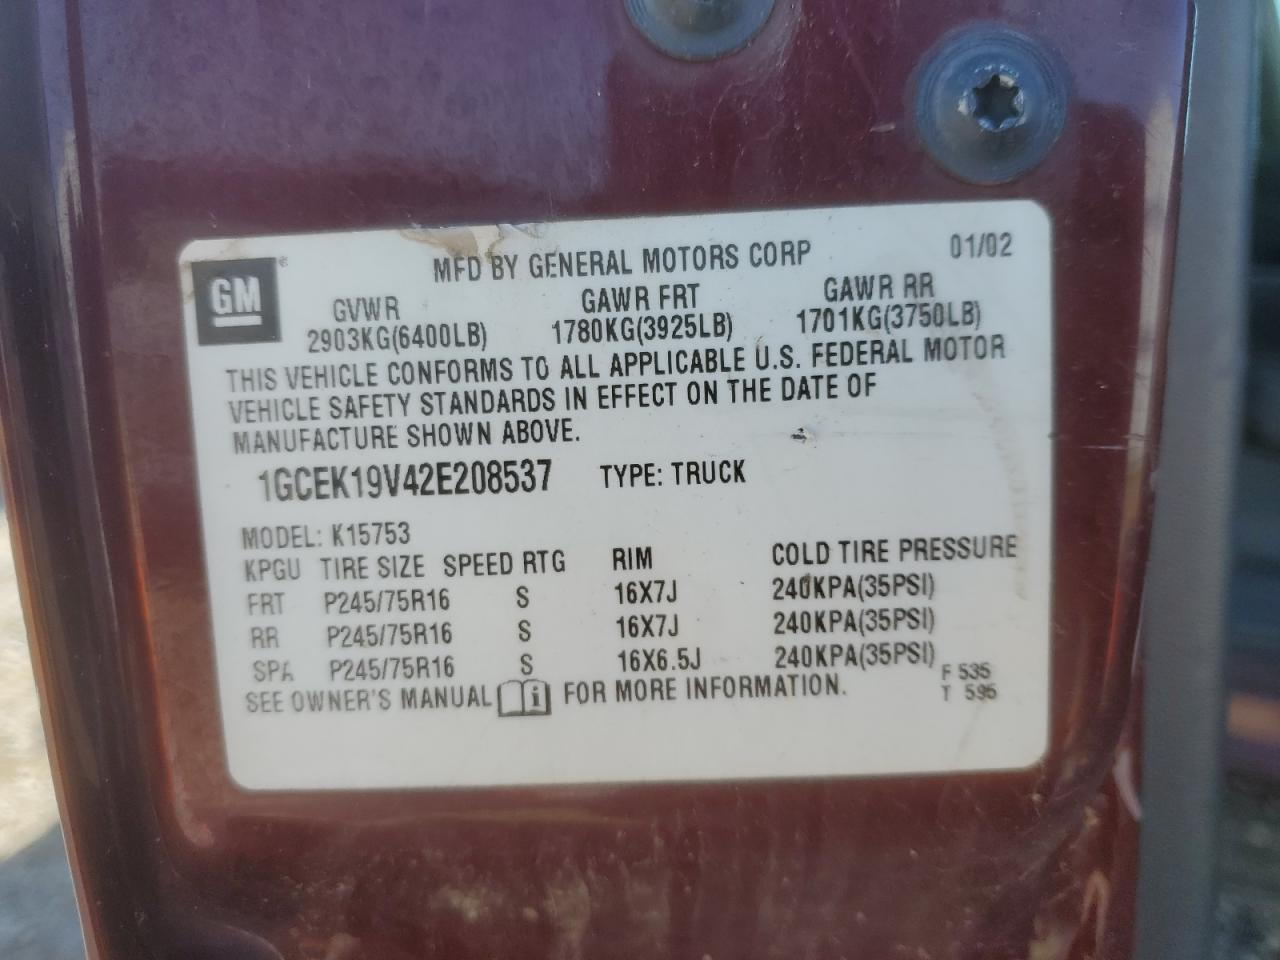 GM®
MFD BY GENERAL MOTORS CORP 01/02
GVWR GAWR FRT GAWR RR
2903KG(6400LB) 1780KG(3925LB) 1701KG(3750LB)
THIS VEHICLE CONFORMS TO ALL APPLICABLE U.S. FEDERAL MOTOR
VEHICLE SAFETY STANDARDS IN EFFECT ON THE DATE OF
MANUFACTURE SHOWN ABOVE.
1GCEK19V42E208537 TYPE: TRUCK
MODEL: K15753
KPGU TIRE SIZE SPEED RTG RIM COLD TIRE PRESSURE
FRT P245/75R16 S 16X7J 240KPA(35PSI)
RR P245/75R16 S 16X7J 240KPA(35PSI)
SPA P245/75R16 S 16X6.5J 240KPA(35PSI)
SEE OWNER'S MANUAL i FOR MORE INFORMATION.
F 535
T 595